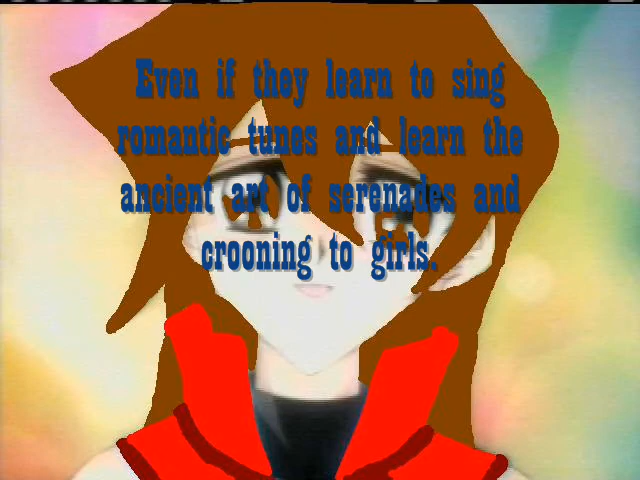 Even if they learn to sing
romantic tunes and learn the
ancient art of serenades and
crooning to girls.